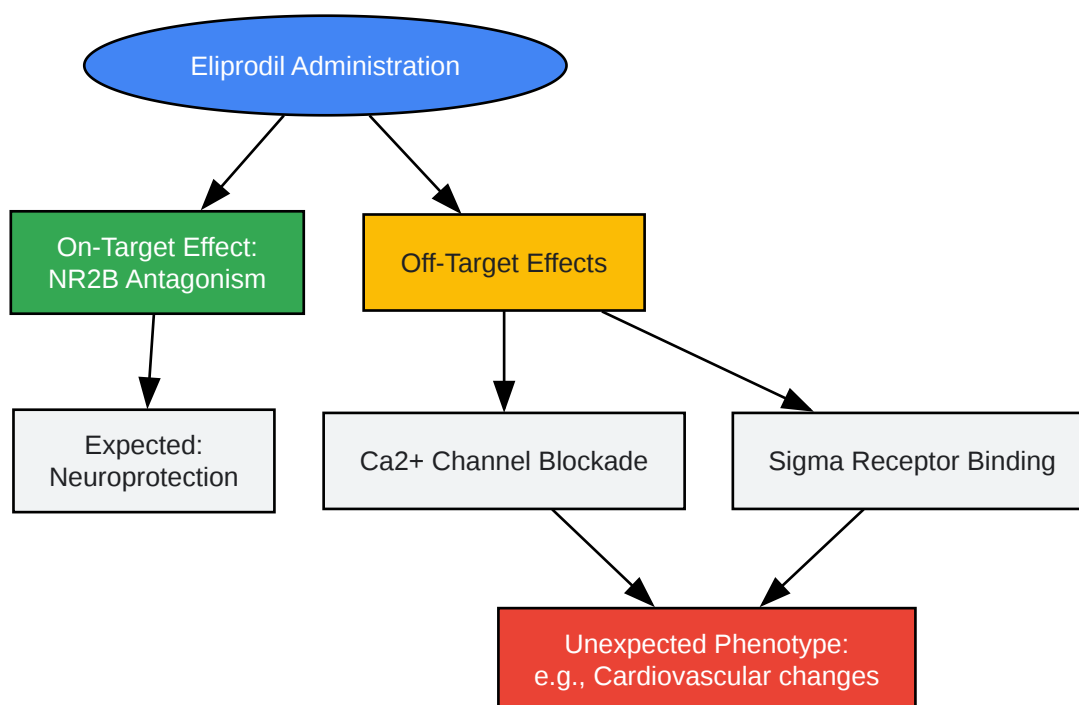 Eliprodil Administration
On-Target Effect:
NR2B Antagonism
Off-Target Effects
Expected:
Neuroprotection
Ca2+ Channel Blockade
Sigma Receptor Binding
Unexpected Phenotype:
e.g., Cardiovascular changes